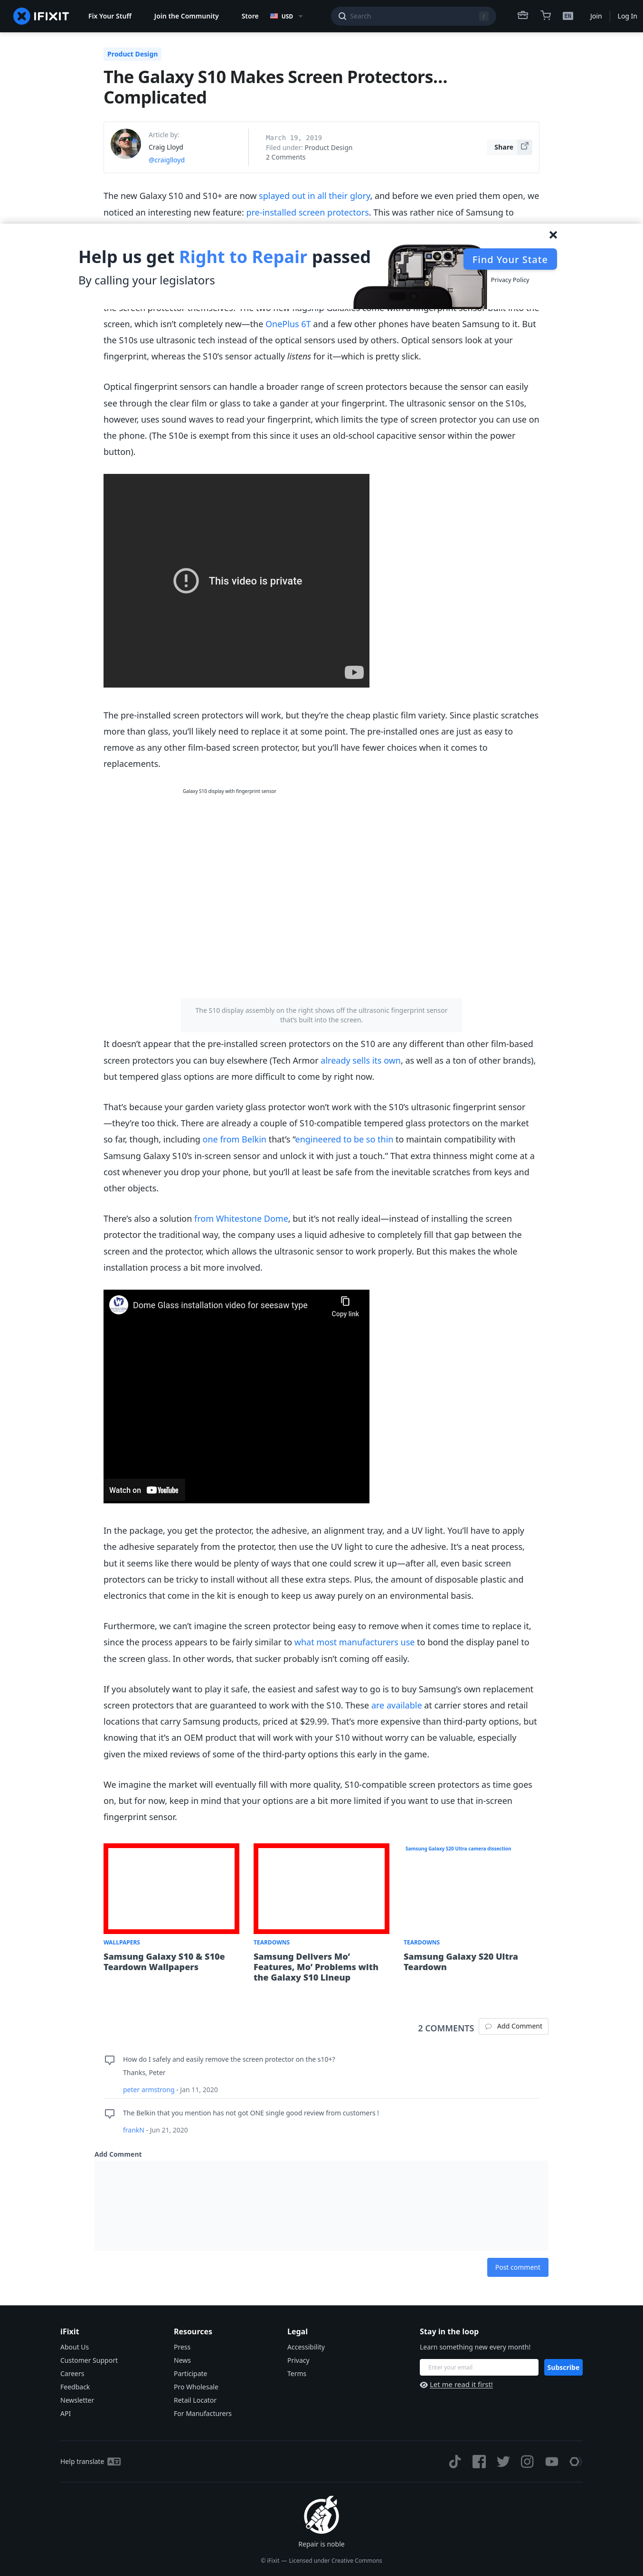 IFIXIT
Fix Your Stuff
Join the Community
Store
USD
Search
/
EN
Join
Log In
Product Design
The Galaxy S10 Makes Screen Protectors…
Complicated
Article by:
Craig Lloyd
@craiglloyd
March 19, 2019
Filed under: Product Design
2 Comments
Share
The new Galaxy S10 and S10+ are now splayed out in all their glory, and before we even pried them open, we
noticed an interesting new feature: pre-installed screen protectors. This was rather nice of Samsung to
Help us get Right to Repair passed
By calling your legislators
Find Your State
Privacy Policy
the screen protector themselves. The two new flagship Galaxies come with a fingerprint sensor built into the
screen, which isn't completely new—the OnePlus 6T and a few other phones have beaten Samsung to it. But
the S10s use ultrasonic tech instead of the optical sensors used by others. Optical sensors look at your
fingerprint, whereas the S10's sensor actually listens for it—which is pretty slick.
Optical fingerprint sensors can handle a broader range of screen protectors because the sensor can easily
see through the clear film or glass to take a gander at your fingerprint. The ultrasonic sensor on the S10s,
however, uses sound waves to read your fingerprint, which limits the type of screen protector you can use on
the phone. (The S10e is exempt from this since it uses an old-school capacitive sensor within the power
button).
This video is private
The pre-installed screen protectors will work, but they're the cheap plastic film variety. Since plastic scratches
more than glass, you'll likely need to replace it at some point. The pre-installed ones are just as easy to
remove as any other film-based screen protector, but you'll have fewer choices when it comes to
replacements.
Galaxy S10 display with fingerprint sensor
The S10 display assembly on the right shows off the ultrasonic fingerprint sensor
that's built into the screen.
It doesn't appear that the pre-installed screen protectors on the S10 are any different than other film-based
screen protectors you can buy elsewhere (Tech Armor already sells its own, as well as a ton of other brands),
but tempered glass options are more difficult to come by right now.
That's because your garden variety glass protector won't work with the S10's ultrasonic fingerprint sensor
—they're too thick. There are already a couple of S10-compatible tempered glass protectors on the market
so far, though, including one from Belkin that's "engineered to be so thin to maintain compatibility with
Samsung Galaxy S10's in-screen sensor and unlock it with just a touch." That extra thinness might come at a
cost whenever you drop your phone, but you'll at least be safe from the inevitable scratches from keys and
other objects.
There's also a solution from Whitestone Dome, but it's not really ideal—instead of installing the screen
protector the traditional way, the company uses a liquid adhesive to completely fill that gap between the
screen and the protector, which allows the ultrasonic sensor to work properly. But this makes the whole
installation process a bit more involved.
Dome Glass installation video for seesaw type
Copy link
Watch on YouTube
In the package, you get the protector, the adhesive, an alignment tray, and a UV light. You'll have to apply
the adhesive separately from the protector, then use the UV light to cure the adhesive. It's a neat process,
but it seems like there would be plenty of ways that one could screw it up—after all, even basic screen
protectors can be tricky to install without all these extra steps. Plus, the amount of disposable plastic and
electronics that come in the kit is enough to keep us away purely on an environmental basis.
Furthermore, we can't imagine the screen protector being easy to remove when it comes time to replace it,
since the process appears to be fairly similar to what most manufacturers use to bond the display panel to
the screen glass. In other words, that sucker probably isn't coming off easily.
If you absolutely want to play it safe, the easiest and safest way to go is to buy Samsung's own replacement
screen protectors that are guaranteed to work with the S10. These are available at carrier stores and retail
locations that carry Samsung products, priced at $29.99. That's more expensive than third-party options, but
knowing that it's an OEM product that will work with your S10 without worry can be valuable, especially
given the mixed reviews of some of the third-party options this early in the game.
We imagine the market will eventually fill with more quality, S10-compatible screen protectors as time goes
on, but for now, keep in mind that your options are a bit more limited if you want to use that in-screen
fingerprint sensor.
Samsung Galaxy S20 Ultra camera dissection
WALLPAPERS
Samsung Galaxy S10 & S10e
Teardown Wallpapers
TEARDOWNS
Samsung Delivers Mo'
Features, Mo' Problems with
the Galaxy S10 Lineup
TEARDOWNS
Samsung Galaxy S20 Ultra
Teardown
2 COMMENTS
Add Comment
How do I safely and easily remove the screen protector on the s10+?
Thanks, Peter
peter armstrong - Jan 11, 2020
The Belkin that you mention has not got ONE single good review from customers !
frankN - Jun 21, 2020
Add Comment
Post comment
iFixit
About Us
Customer Support
Careers
Feedback
Newsletter
API
Resources
Press
News
Participate
Pro Wholesale
Retail Locator
For Manufacturers
Legal
Accessibility
Privacy
Terms
Stay in the loop
Learn something new every month!
Enter your email
Subscribe
Let me read it first!
Help translate
Repair is noble
© iFixit — Licensed under Creative Commons